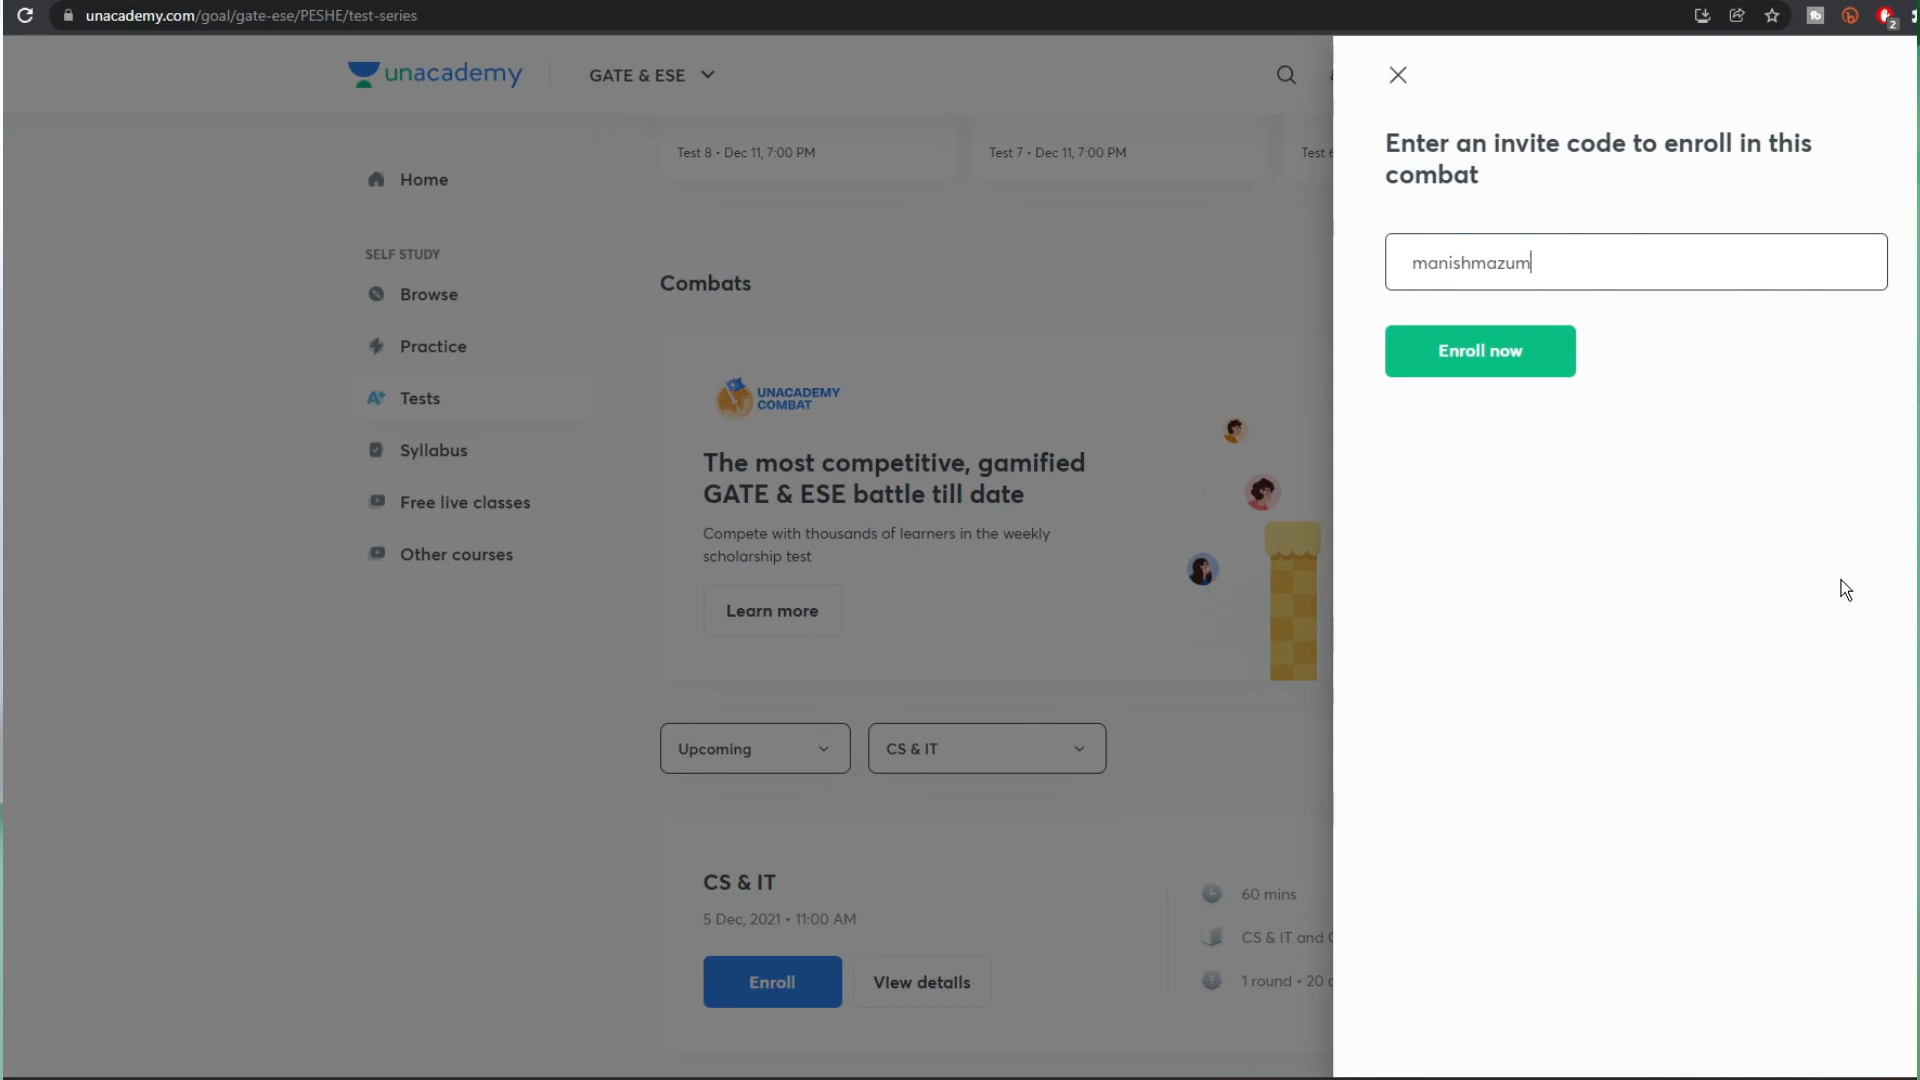 unacademy.com/goal/gate-ese/PESHE/test-series
2
unacademy
GATE & ESE
Test 8 • Dec 11, 7:00 PM
Test 7 • Dec 11, 7:00 PM
Test
Home
SELF STUDY
Browse
Practice
Tests
Syllabus
Free live classes
Other courses
Combats
UNACADEMY
COMBAT
The most competitive, gamified
GATE & ESE battle till date
Compete with thousands of learners in the weekly
scholarship test
Learn more
Upcoming
CS & IT
CS & IT
5 Dec, 2021 • 11:00 AM
Enroll
View details
60 mins
CS & IT and
1 round • 20
Enter an invite code to enroll in this
combat
manishmazum
Enroll now